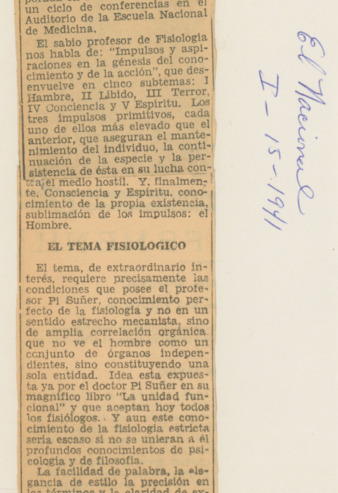 un ciclo de conferencias en el
Auditorio de la Escuela Nacional
de Medicina.
El sabio profesor de Fisiología
nos habla de: "Impulsos y aspi-
raciones en la génesis del cono-
cimiento y de la acción", que des-
envuelve en cinco subtemas: I
Hambre, II Libido, III Terror,
IV Conciencia y V Espíritu. Los
tres impulsos primitivos, cada
uno de ellos más elevado que el
anterior, que aseguran el mante-
nimiento del individuo, la conti-
nuación de la especie y la per-
sistencia de ésta en su lucha con-
tra el medio hostil. Y, finalmen-
te, Consciencia y Espíritu, cono-
cimiento de la propia existencia,
sublimación de los impulsos: el
Hombre.
EL TEMA FISIOLOGICO
El tema, de extraordinario in-
terés, requiere precisamente las
condiciones que posee el profe-
sor Pi Suñer, conocimiento per-
fecto de la fisiología y no en un
sentido estrecho mecanista, sino
de amplia correlación orgánica
que no ve el hombre como un
conjunto de órganos indepen-
dientes, sino constituyendo una
sola entidad. Idea esta expues-
ta ya por el doctor Pi Suñer en su
magnífico libro "La unidad fun-
cional" y que aceptan hoy todos
los fisiólogos. Y aun este cono-
cimiento de la fisiología estricta
sería escaso si no se unieran a él
profundos conocimientos de psi-
cología y de filosofía.
La facilidad de palabra, la ele-
gancia de estilo la precisión en
los términos y la claridad de ex-
El Nacional
I-15-1941